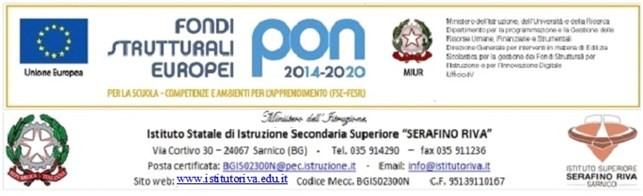 FONDI
STRUTTURALI
EUROPEI
pon
2014-2020
Unione Europea
MIUR
Ministero dell'Istruzione, dell'Università e della Ricerca
Dipartimento per la programmazione e la Gestione delle
Risorse Umane, Finanziarie e Strumentali
Direzione Generale per interventi in materia di Edilizia
Scolastica per la gestione dei Fondi Strutturali per
l'Istruzione e per l'Innovazione Digitale
Ufficio IV
PER LA SCUOLA - COMPETENZE E AMBIENTI PER L'APPRENDIMENTO (FSE-FESR)
Ministero dell'Istruzione
Istituto Statale di Istruzione Secondaria Superiore "SERAFINO RIVA"
Via Cortivo 30 – 24067 Sarnico (BG) - Tel. 035 914290 – fax 035 911236
Posta certificata: BGIS02300N@pec.istruzione.it - Email: info@istitutoriva.it
Sito web: www.istitutoriva.edu.it Codice Mecc. BGIS02300N C.F. 95139110167
ISTITUTO SUPERIORE
SERAFINO RIVA
SARNICO